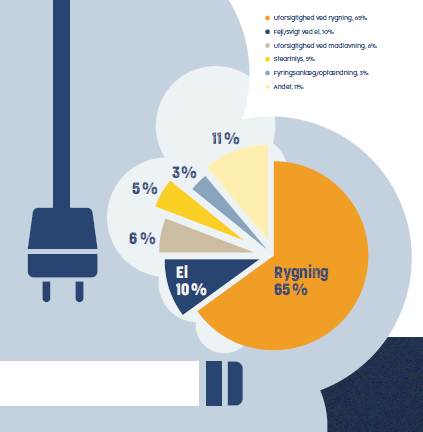 Uforsigtighed ved rygning, 65%
Fejl/svigt ved el, 10%
Uforsigtighed ved madlavning, 6%
Stearinlys, 5%
Fyringsanlæg/optænding, 3%
Andet, 11%
11%
3%
5%
6%
El
10%
Rygning
65%